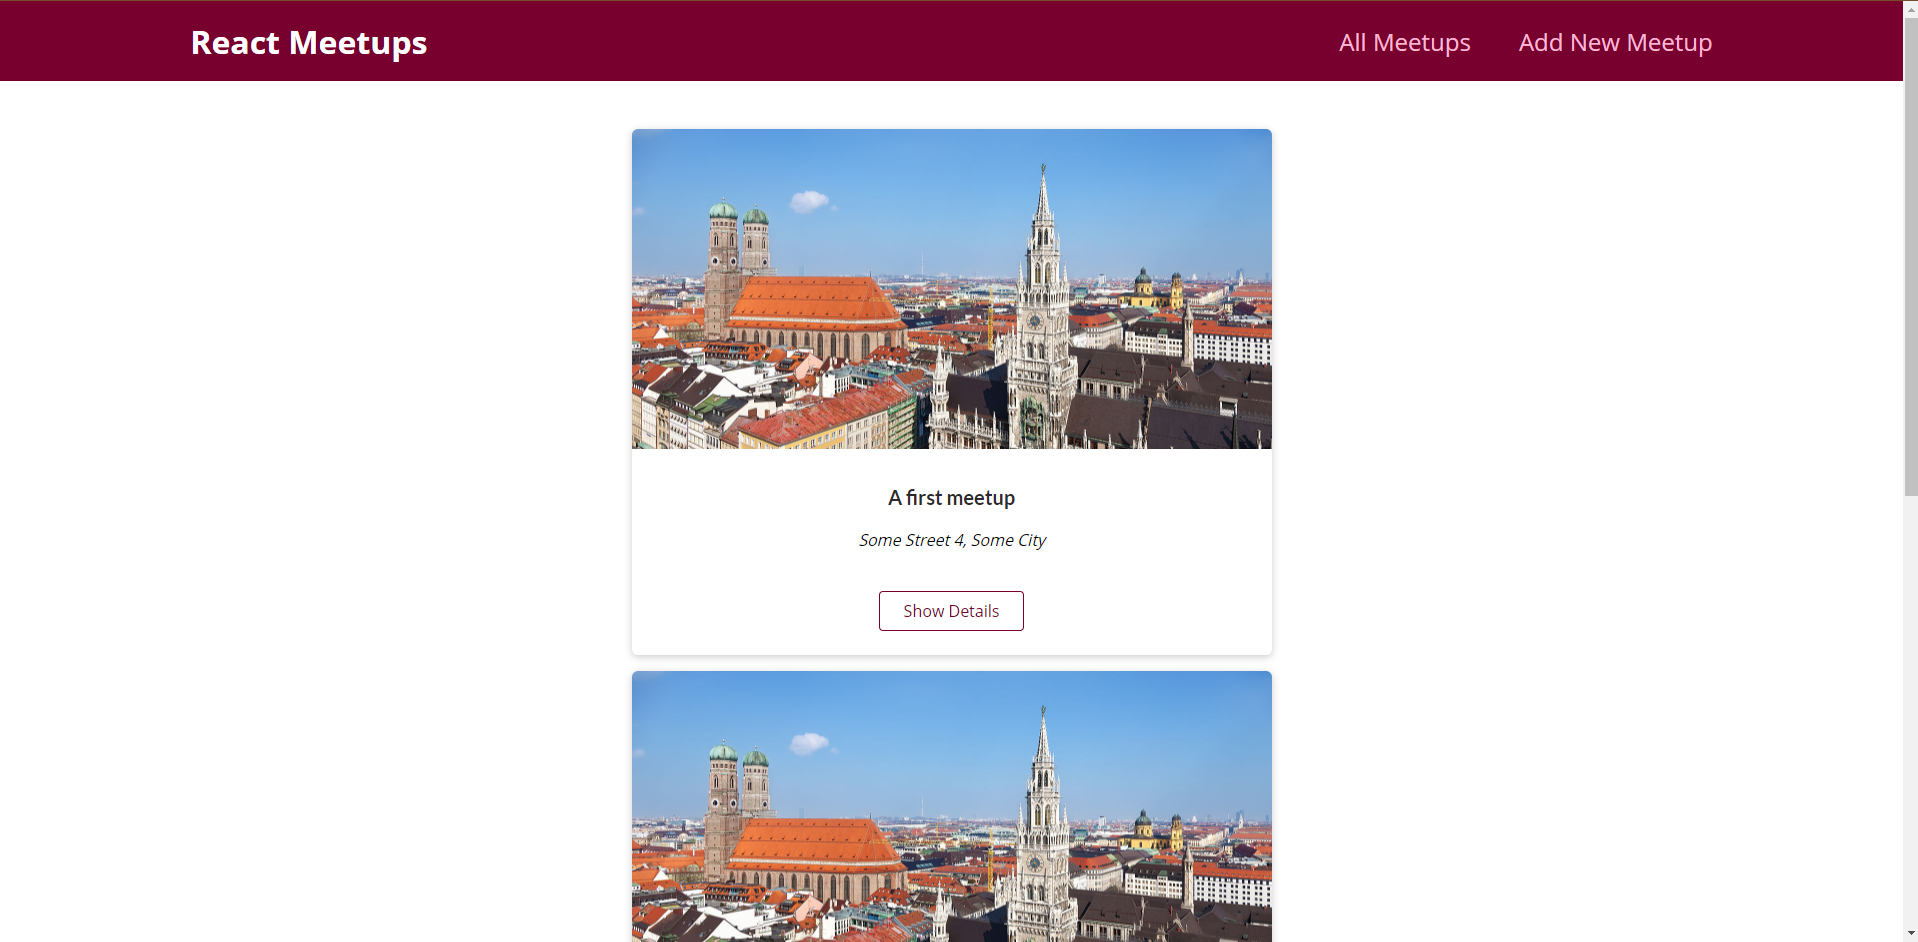 React Meetups
All Meetups
Add New Meetup
A first meetup
Some Street 4, Some City
Show Details